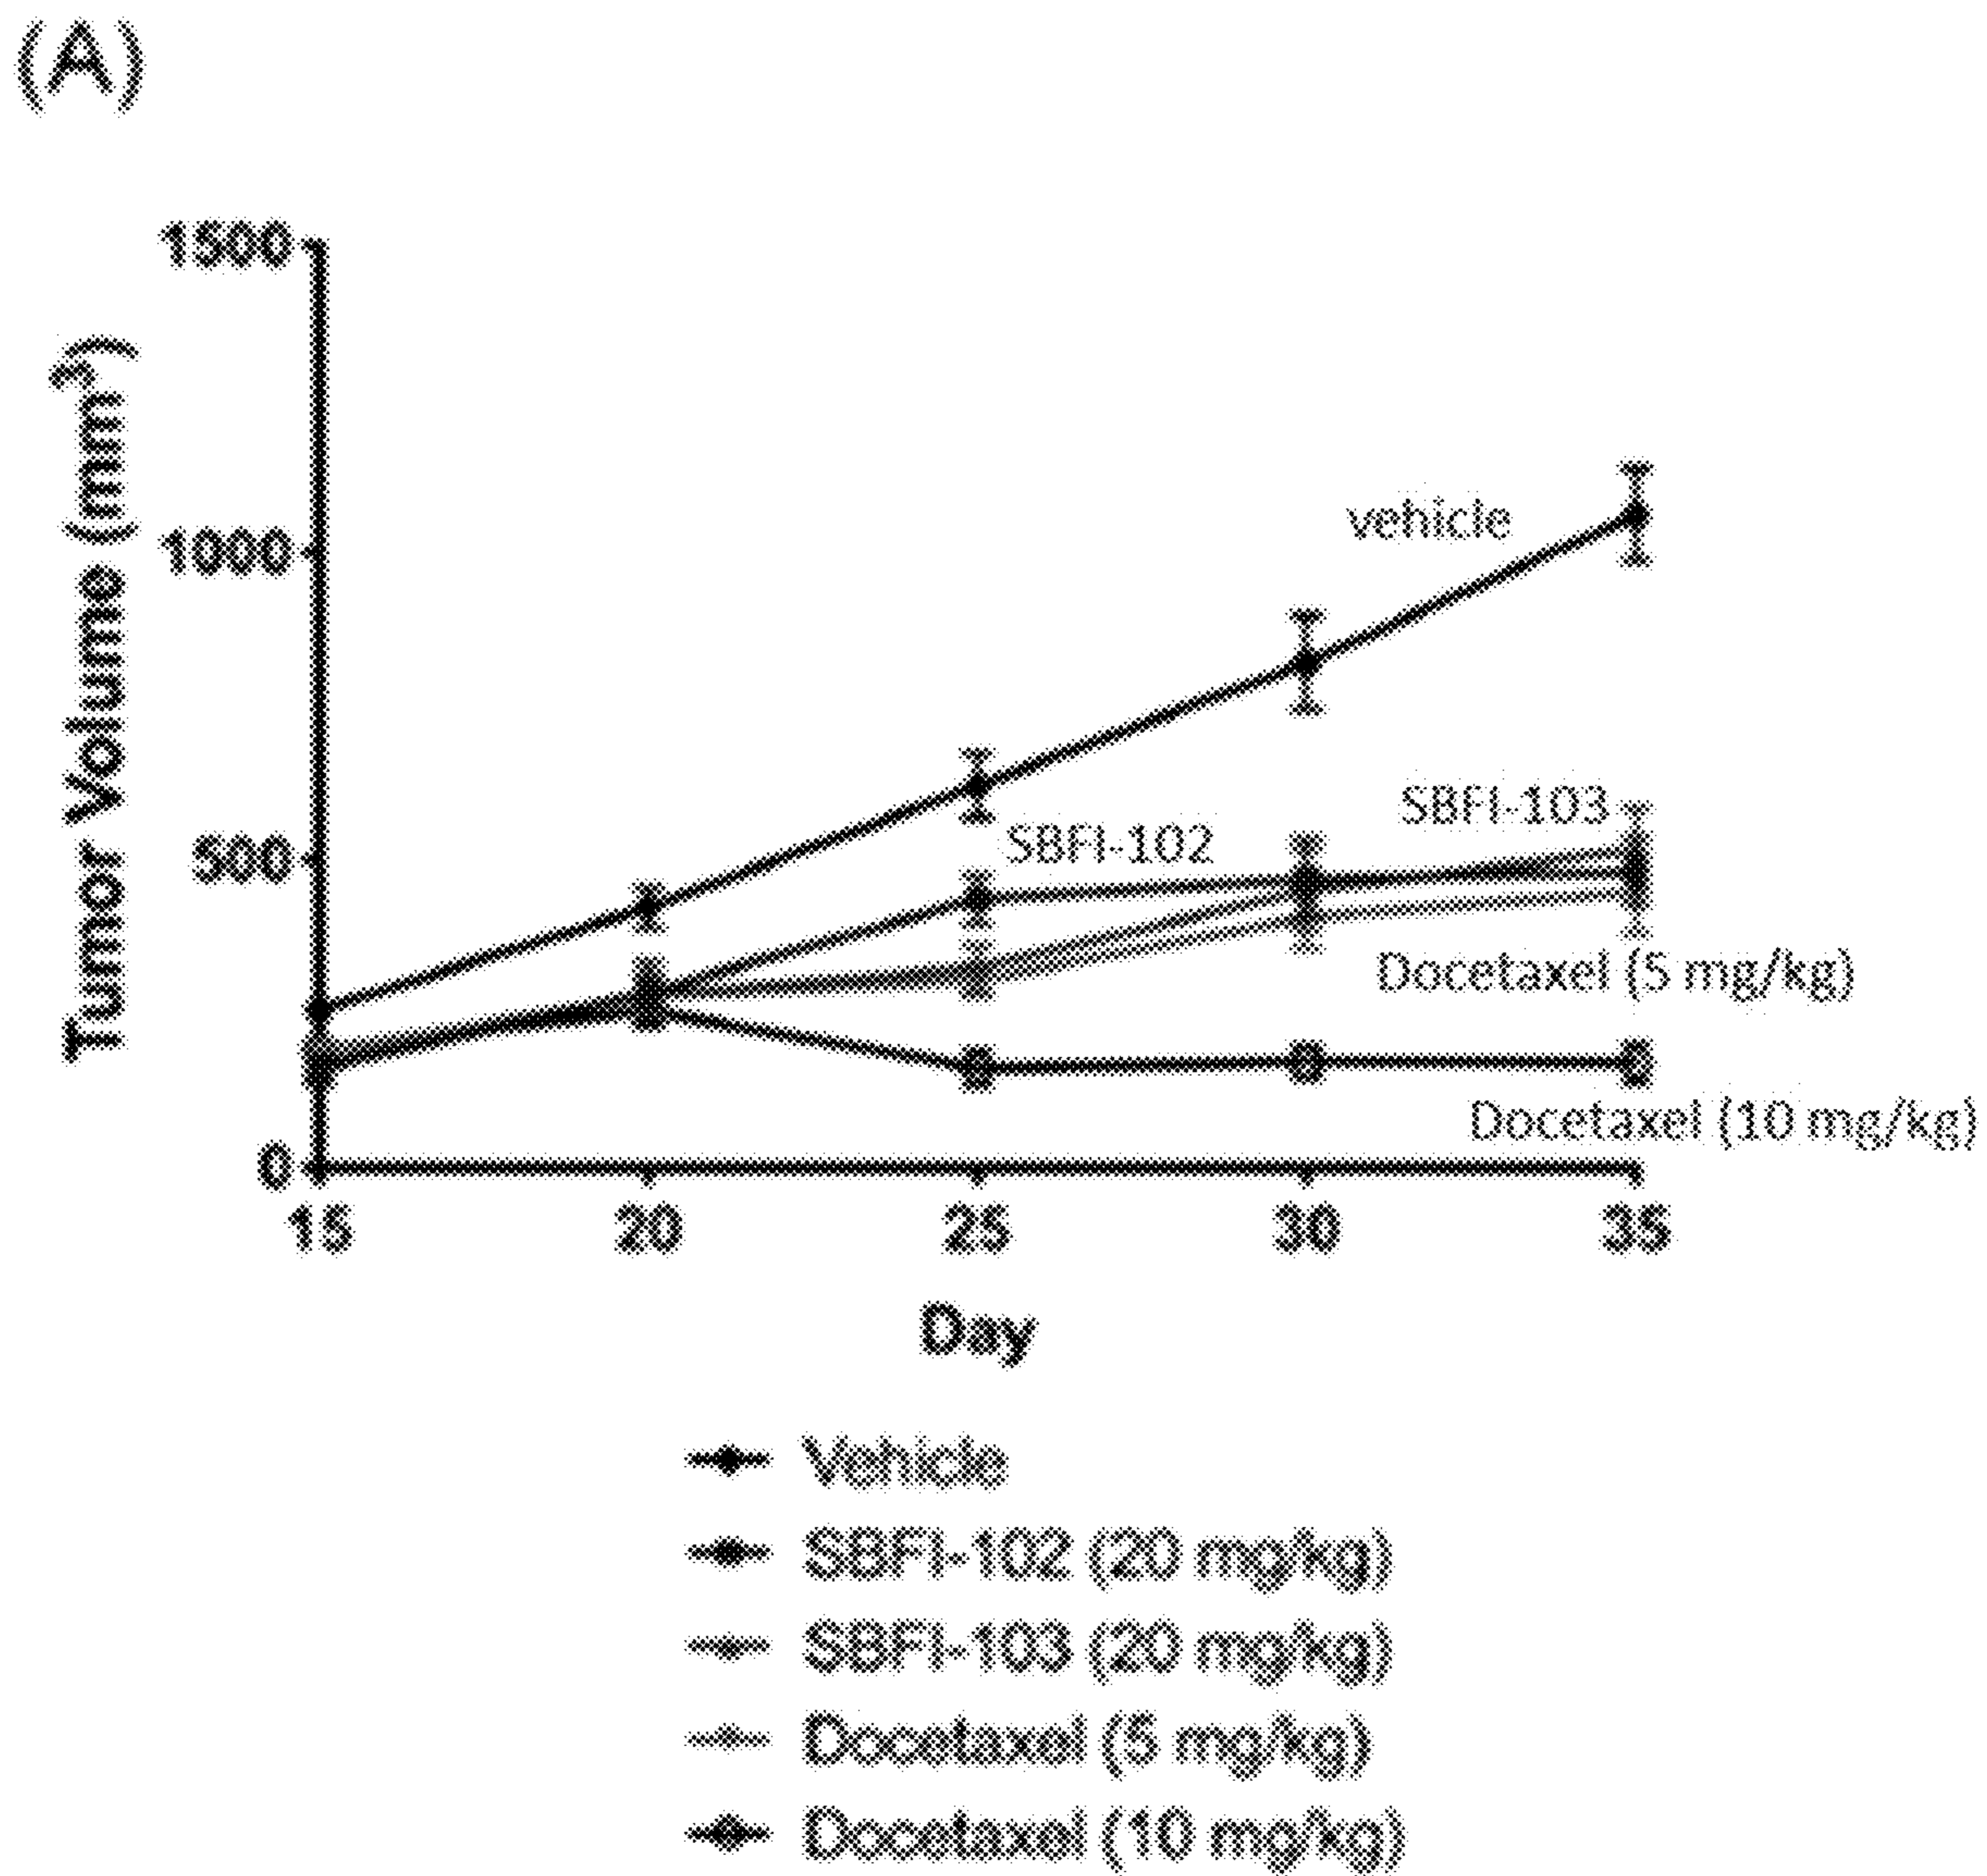 (A)
Tumor Volume (mm³)
1500
1000
500
0
vehicle
SBFI-103
SBFI-102
Docetaxel (5 mg/kg)
Docetaxel (10 mg/kg)
15 20 25 30 35
Day
Vehicle
SBFI-102 (20 mg/kg)
SBFI-103 (20 mg/kg)
Docetaxel (5 mg/kg)
Docetaxel (10 mg/kg)